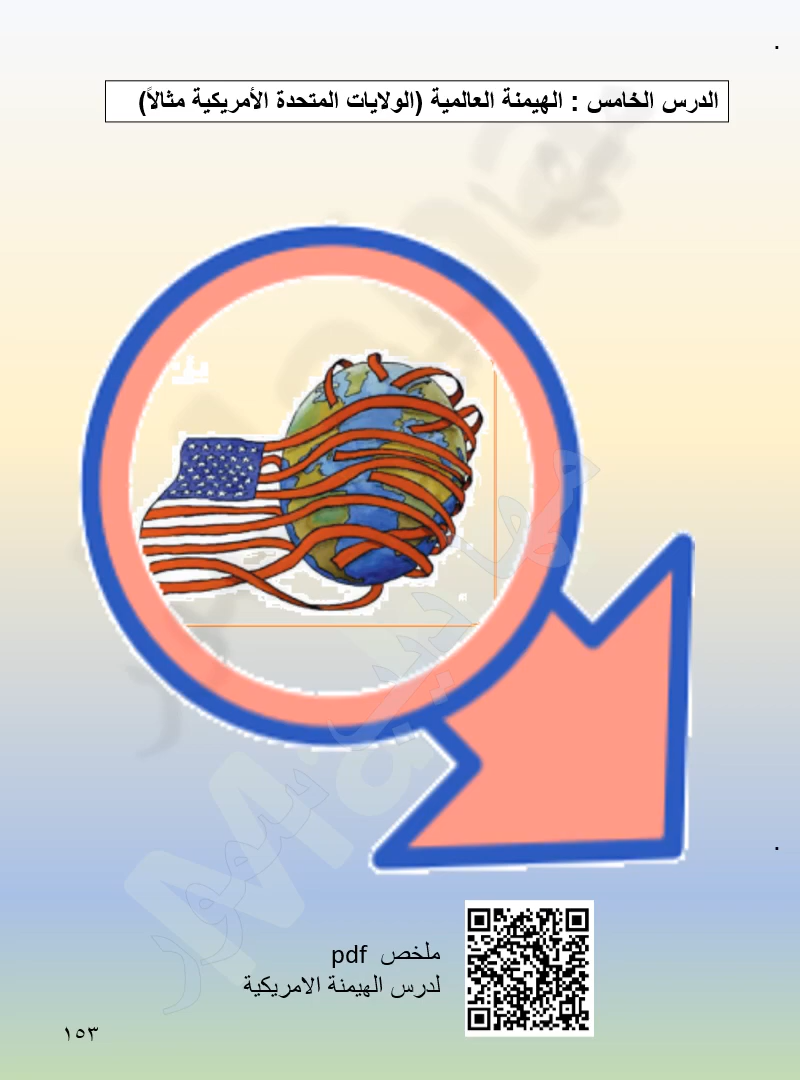 الدرس الخامس : الهيمنة العالمية (الولايات المتحدة الأمريكية مثالاً)
ملخص pdf
لدرس الهيمنة الامريكية
١٥٣